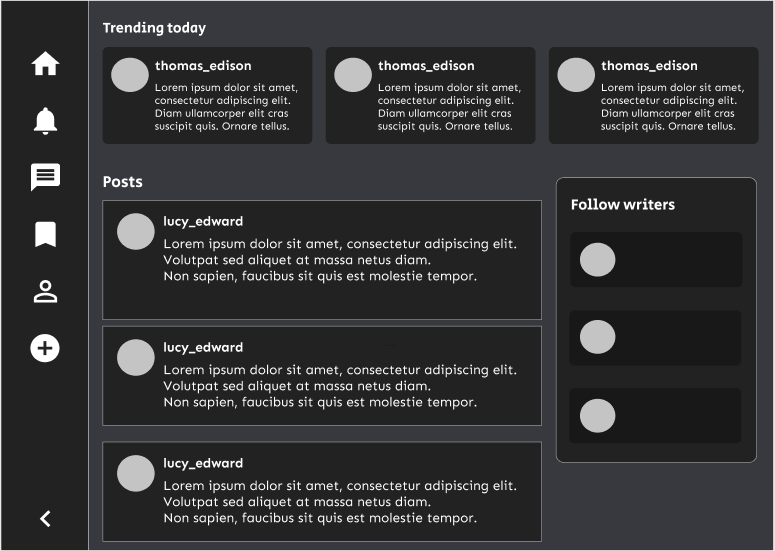 Trending today
thomas_edison
Lorem ipsum dolor sit amet,
consectetur adipiscing elit.
Diam ullamcorper elit cras
suscipit quis. Ornare tellus.
thomas_edison
Lorem ipsum dolor sit amet,
consectetur adipiscing elit.
Diam ullamcorper elit cras
suscipit quis. Ornare tellus.
thomas_edison
Lorem ipsum dolor sit amet,
consectetur adipiscing elit.
Diam ullamcorper elit cras
suscipit quis. Ornare tellus.
Posts
lucy_edward
Lorem ipsum dolor sit amet, consectetur adipiscing elit.
Volutpat sed aliquet at massa netus diam.
Non sapien, faucibus sit quis est molestie tempor.
lucy_edward
Lorem ipsum dolor sit amet, consectetur adipiscing elit.
Volutpat sed aliquet at massa netus diam.
Non sapien, faucibus sit quis est molestie tempor.
lucy_edward
Lorem ipsum dolor sit amet, consectetur adipiscing elit.
Volutpat sed aliquet at massa netus diam.
Non sapien, faucibus sit quis est molestie tempor.
Follow writers